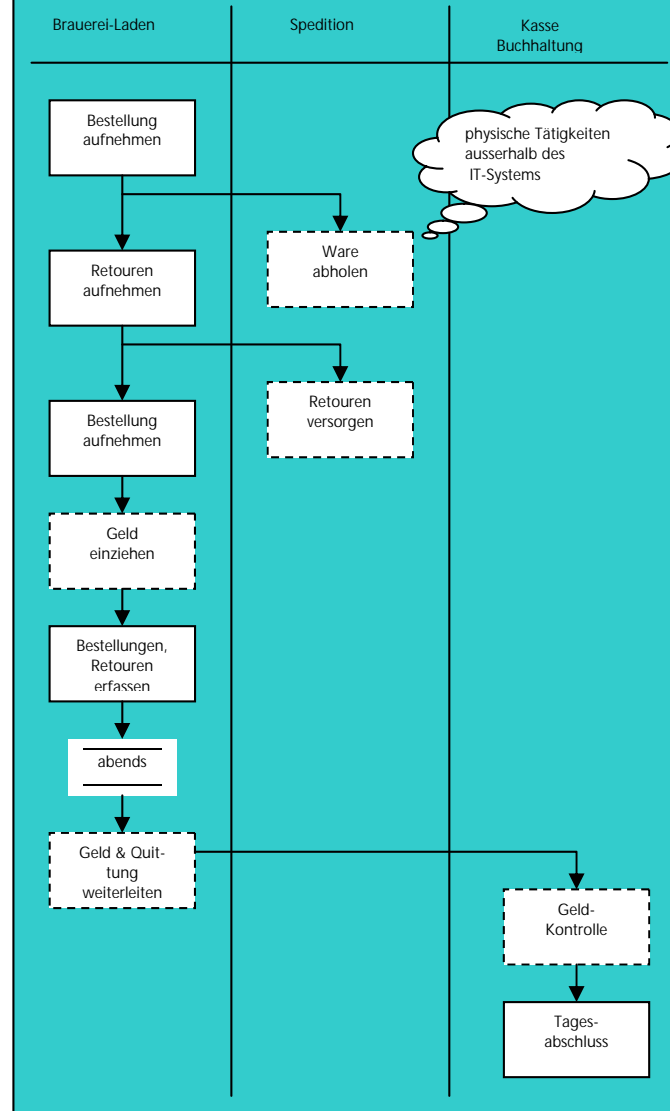 Brauerei-Laden
Spedition
Kasse
Buchhaltung
Bestellung
aufnehmen
physische Tätigkeiten
ausserhalb des
IT-Systems
Ware
abholen
Retouren
aufnehmen
Retouren
versorgen
Bestellung
aufnehmen
Geld
einziehen
Bestellungen,
Retouren
erfassen
abends
Geld & Quit-
tung
weiterleiten
Geld-
Kontrolle
Tages-
abschluss